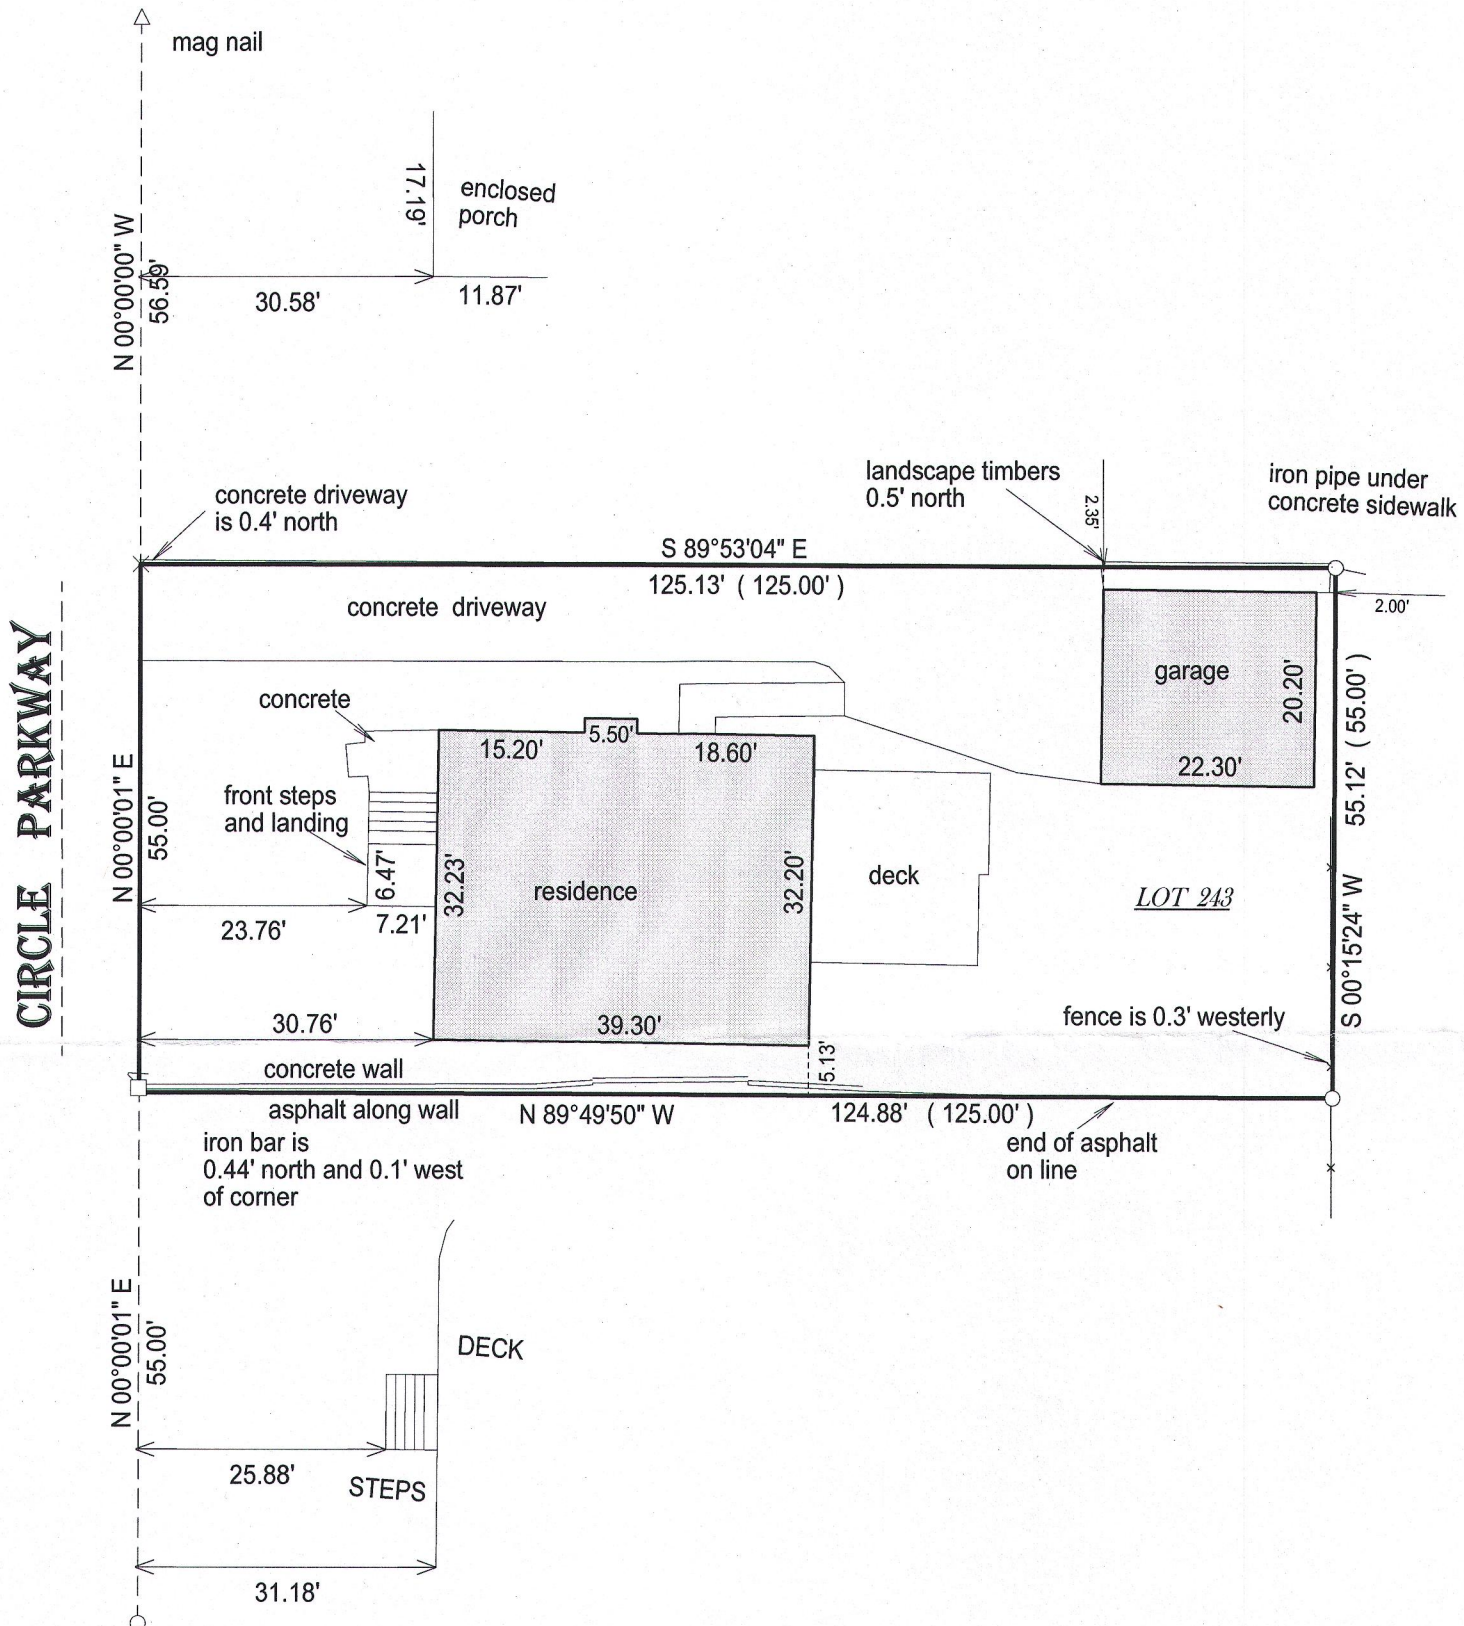 mag nail
17.19'
enclosed
porch
N 00°00'00" W
56.59'
30.58'
11.87'
landscape timbers
0.5' north
2.35'
iron pipe under
concrete sidewalk
concrete driveway
is 0.4' north
S 89°53'04" E
125.13' ( 125.00' )
2.00'
concrete driveway
garage
20.20'
22.30'
concrete
15.20'
5.50'
18.60'
CIRCLE PARKWAY
N 00°00'01" E
55.00'
front steps
and landing
6.47'
32.23'
residence
32.20'
deck
LOT 243
55.12' ( 55.00' )
S 00°15'24" W
23.76'
7.21'
30.76'
39.30'
fence is 0.3' westerly
5.13'
concrete wall
asphalt along wall
N 89°49'50" W
124.88' ( 125.00' )
iron bar is
0.44' north and 0.1' west
of corner
end of asphalt
on line
N 00°00'01" E
55.00'
DECK
25.88'
STEPS
31.18'